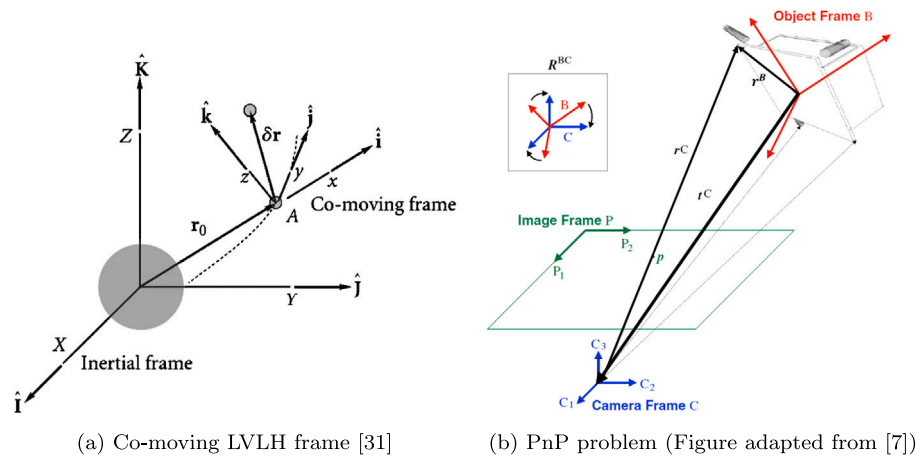 K̂
Z
k̂
δr
ĵ
î
z
y
x
A
Co-moving frame
r₀
Y
Ĵ
X
Inertial frame
Î
(a) Co-moving LVLH frame [31]
Object Frame B
R^BC
B
C
r^B
r^C
t^C
Image Frame P
P₂
P₁
p
C₃
C₂
C₁
Camera Frame C
(b) PnP problem (Figure adapted from [7])